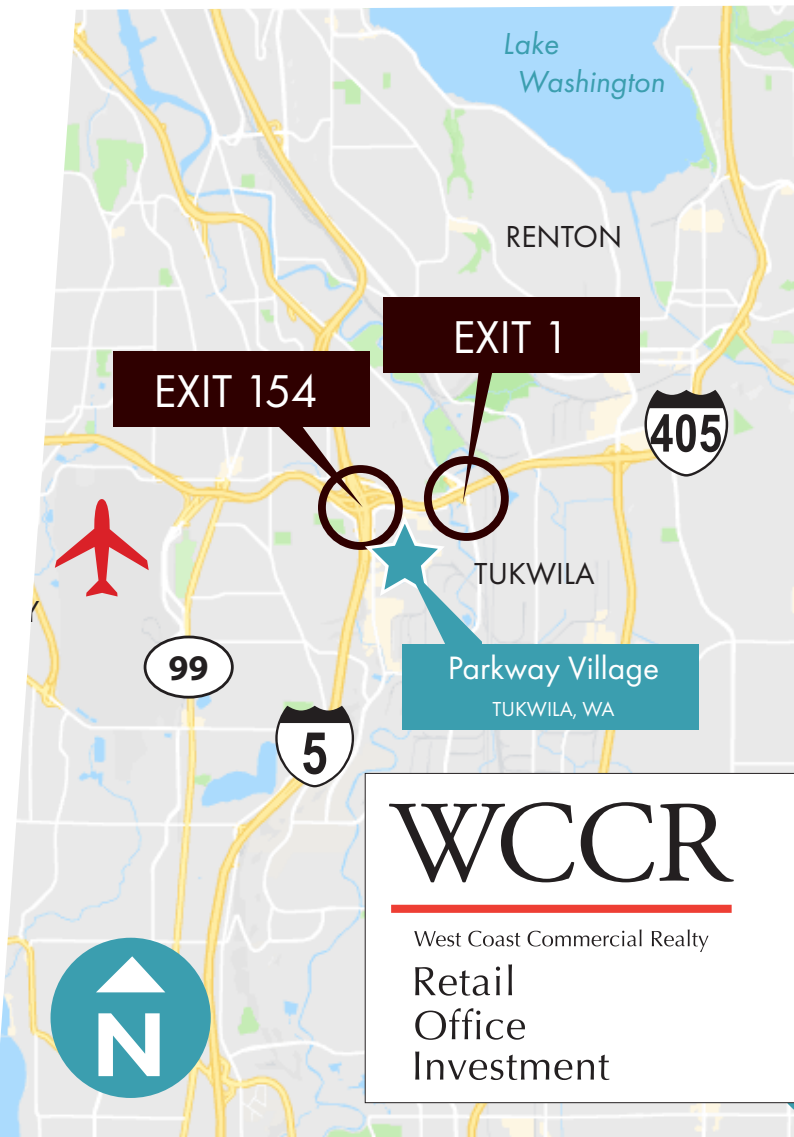 Lake
Washington
RENTON
EXIT 1
EXIT 154
405
TUKWILA
Y
99
Parkway Village
TUKWILA, WA
5
WCCR
West Coast Commercial Realty
Retail
Office
Investment
N